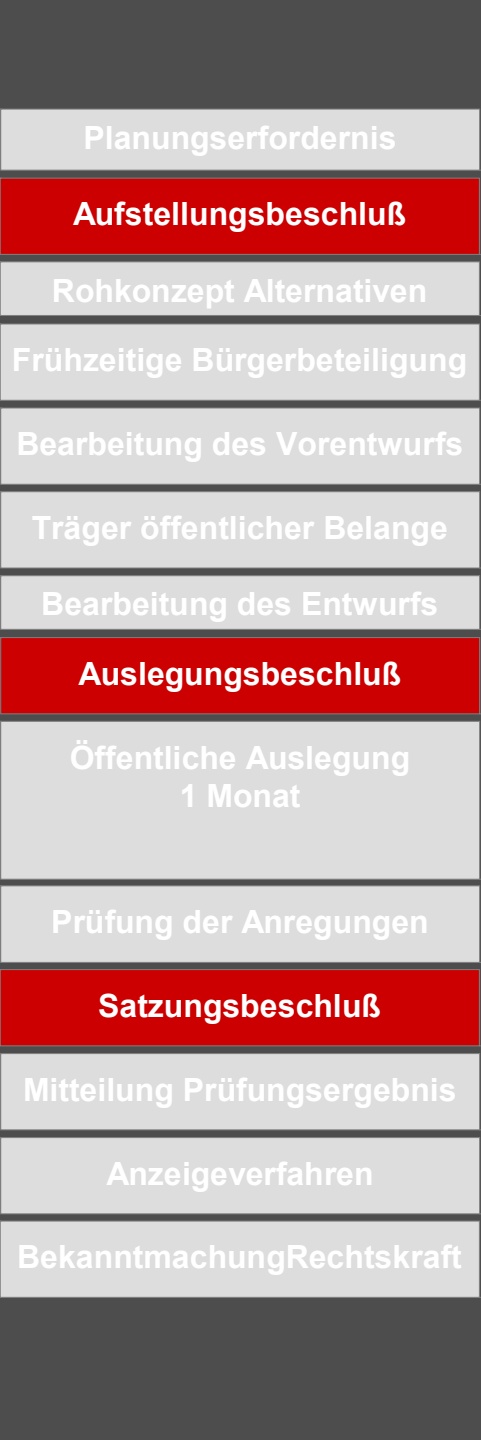 Planungserfordernis
Aufstellungsbeschluß
Rohkonzept Alternativen
Frühzeitige Bürgerbeteiligung
Bearbeitung des Vorentwurfs
Träger öffentlicher Belange
Bearbeitung des Entwurfs
Auslegungsbeschluß
Öffentliche Auslegung
1 Monat
Prüfung der Anregungen
Satzungsbeschluß
Mitteilung Prüfungsergebnis
Anzeigeverfahren
BekanntmachungRechtskraft